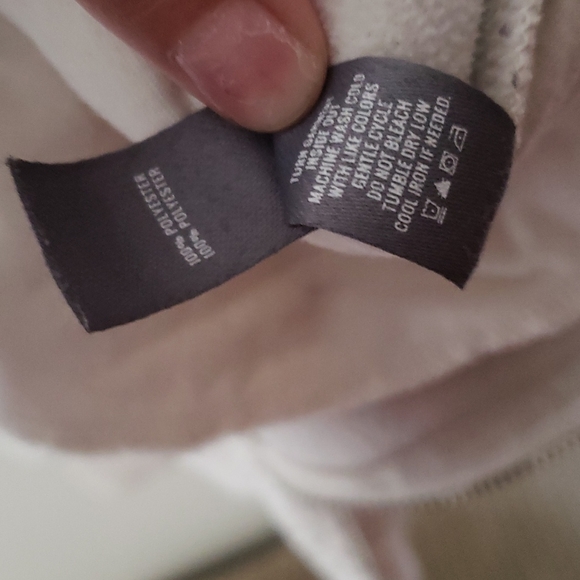 100% POLYESTER
100% POLYESTER
TURN
INSIDE OUT
MACHINE WASH COLD
WITH LIKE COLORS
GENTLE CYCLE
DO NOT BLEACH
TUMBLE DRY LOW
COOL IRON IF NEEDED.